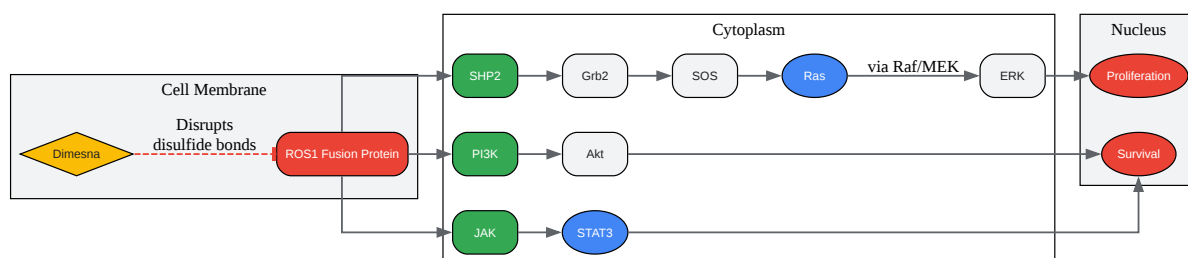 Cytoplasm
Nucleus
SHP2
Grb2
SOS
Ras
via Raf/MEK
ERK
Proliferation
Cell Membrane
Disrupts
disulfide bonds
Dimesna
ROS1 Fusion Protein
PI3K
Akt
Survival
JAK
STAT3